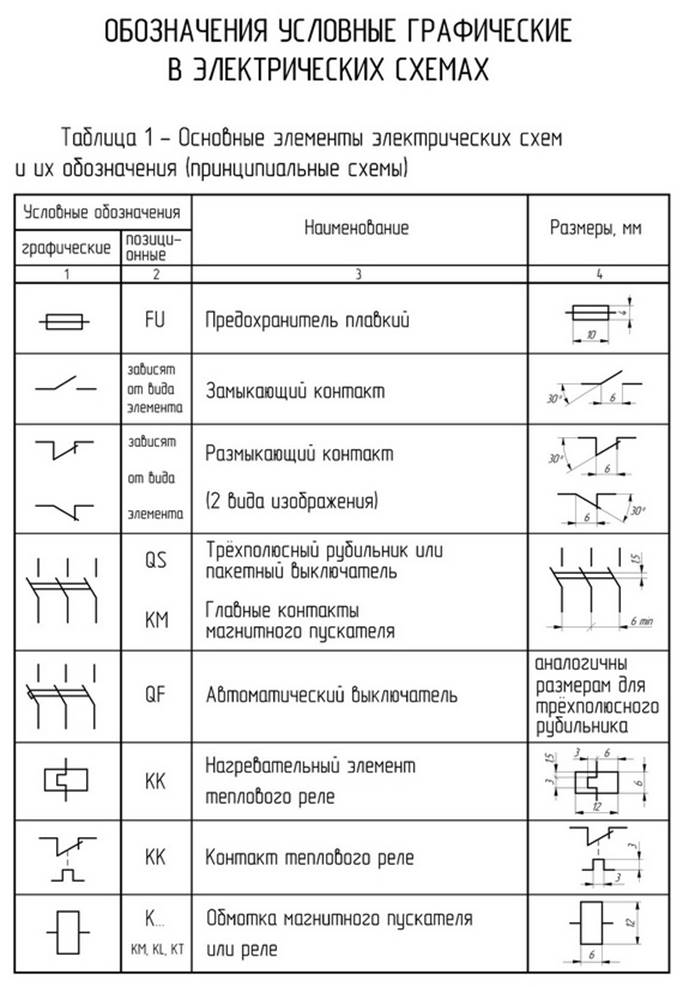 ОБОЗНАЧЕНИЯ УСЛОВНЫЕ ГРАФИЧЕСКИЕ
В ЭЛЕКТРИЧЕСКИХ СХЕМАХ
Таблица 1 – Основные элементы электрических схем
и их обозначения (принципиальные схемы)
Условные обозначения
Наименование
Размеры, мм
графические
позици-
онные
1
2
3
4
FU
Предохранитель плавкий
6
10
зависят
от вида
элемента
Замыкающий контакт
30°
6
зависят
от вида
элемента
Размыкающий контакт
(2 вида изображения)
30°
6
6
30°
QS
Трёхполюсный рубильник или
пакетный выключатель
15
KM
Главные контакты
магнитного пускателя
6 min
QF
Автоматический выключатель
аналогичны
размерам для
трёхполюсного
рубильника
KK
Нагревательный элемент
теплового реле
15
3
6
3
6
12
KK
Контакт теплового реле
3
3
K...
KM, KL, KT
Обмотка магнитного пускателя
или реле
12
6